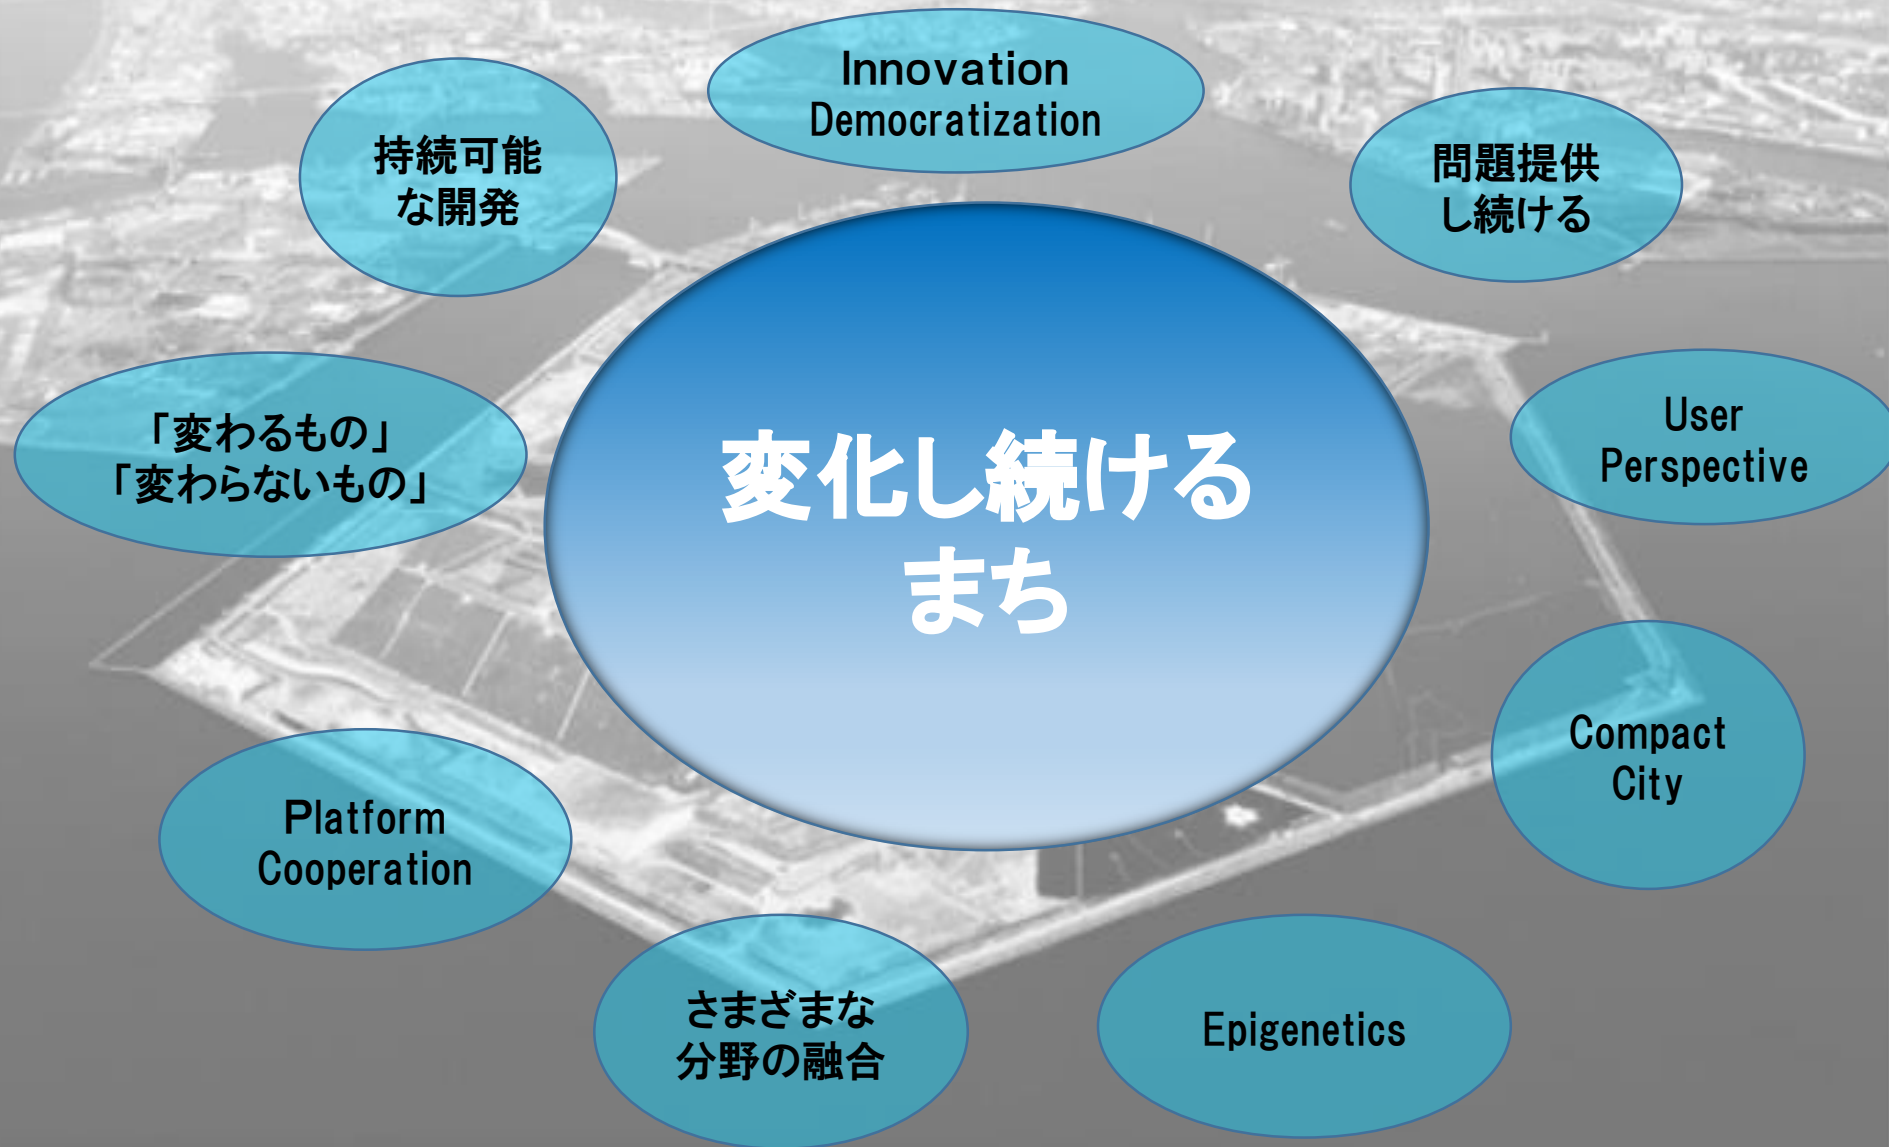 Innovation
Democratization
持続可能
な開発
問題提供
し続ける
「変わるもの」
「変わらないもの」
変化し続ける
まち
User
Perspective
Compact
City
Platform
Cooperation
さまざまな
分野の融合
Epigenetics